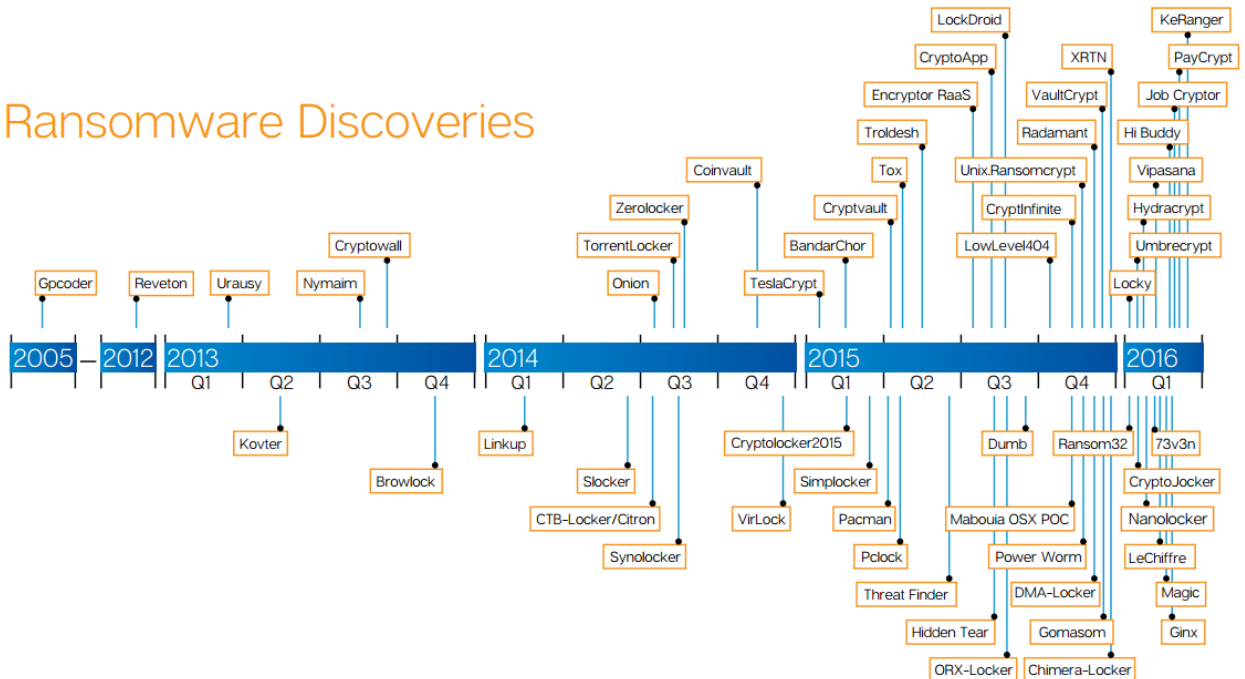 LockDroid
KeRanger
CryptoApp
XRTN
PayCrypt
Encryptor RaaS
VaultCrypt
Job Cryptor
Ransomware Discoveries
Troldesh
Radamant
Hi Buddy
Coinvault
Tox
Unix.Ransomcrypt
Vipasana
Zerolocker
Cryptvault
CryptInfinite
Hydracrypt
Cryptowall
TorrentLocker
BandarChor
LowLevel404
Umbrecrypt
Gpcoder
Reveton
Urausy
Nymaim
Onion
TeslaCrypt
Locky
2005
2012
2013
2014
2015
2016
Q1
Q2
Q3
Q4
Q1
Q2
Q3
Q4
Q1
Q2
Q3
Q4
Q1
Kovter
Linkup
Cryptolocker2015
Dumb
Ransom32
73v3n
Browlock
Slocker
Simplocker
CryptoJocker
CTB-Locker/Citron
VirLock
Pacman
Mabouia OSX POC
Nanolocker
Synolocker
Pclock
Power Worm
LeChiffre
Threat Finder
DMA-Locker
Magic
Hidden Tear
Gomasom
Ginx
ORX-Locker
Chimera-Locker